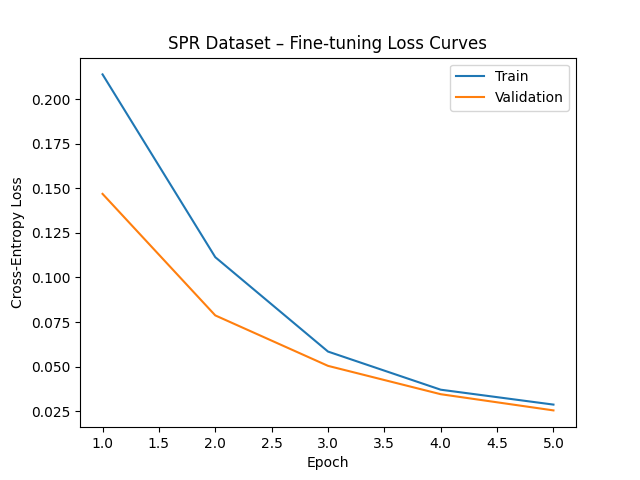 SPR Dataset – Fine-tuning Loss Curves
Train
Validation
Cross-Entropy Loss
0.200
0.175
0.150
0.125
0.100
0.075
0.050
0.025
1.0 1.5 2.0 2.5 3.0 3.5 4.0 4.5 5.0
Epoch